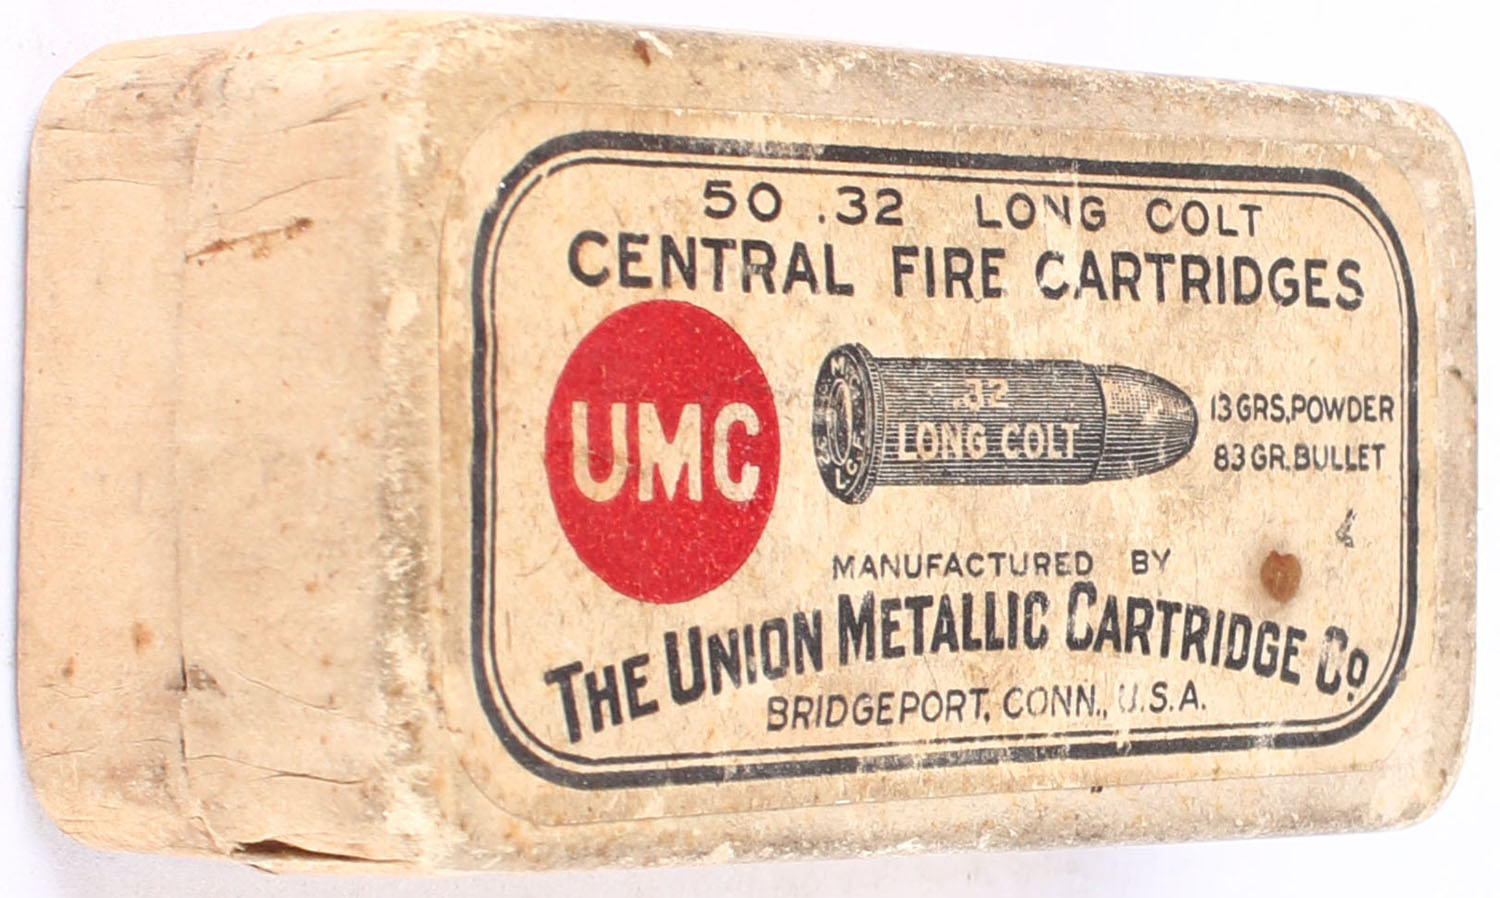 50 .32 LONG COLT
CENTRAL FIRE CARTRIDGES
UMC
.32
LONG COLT
13 GRS, POWDER
83 GR. BULLET
MANUFACTURED BY
THE UNION METALLIC CARTRIDGE CO
BRIDGEPORT, CONN., U.S.A.